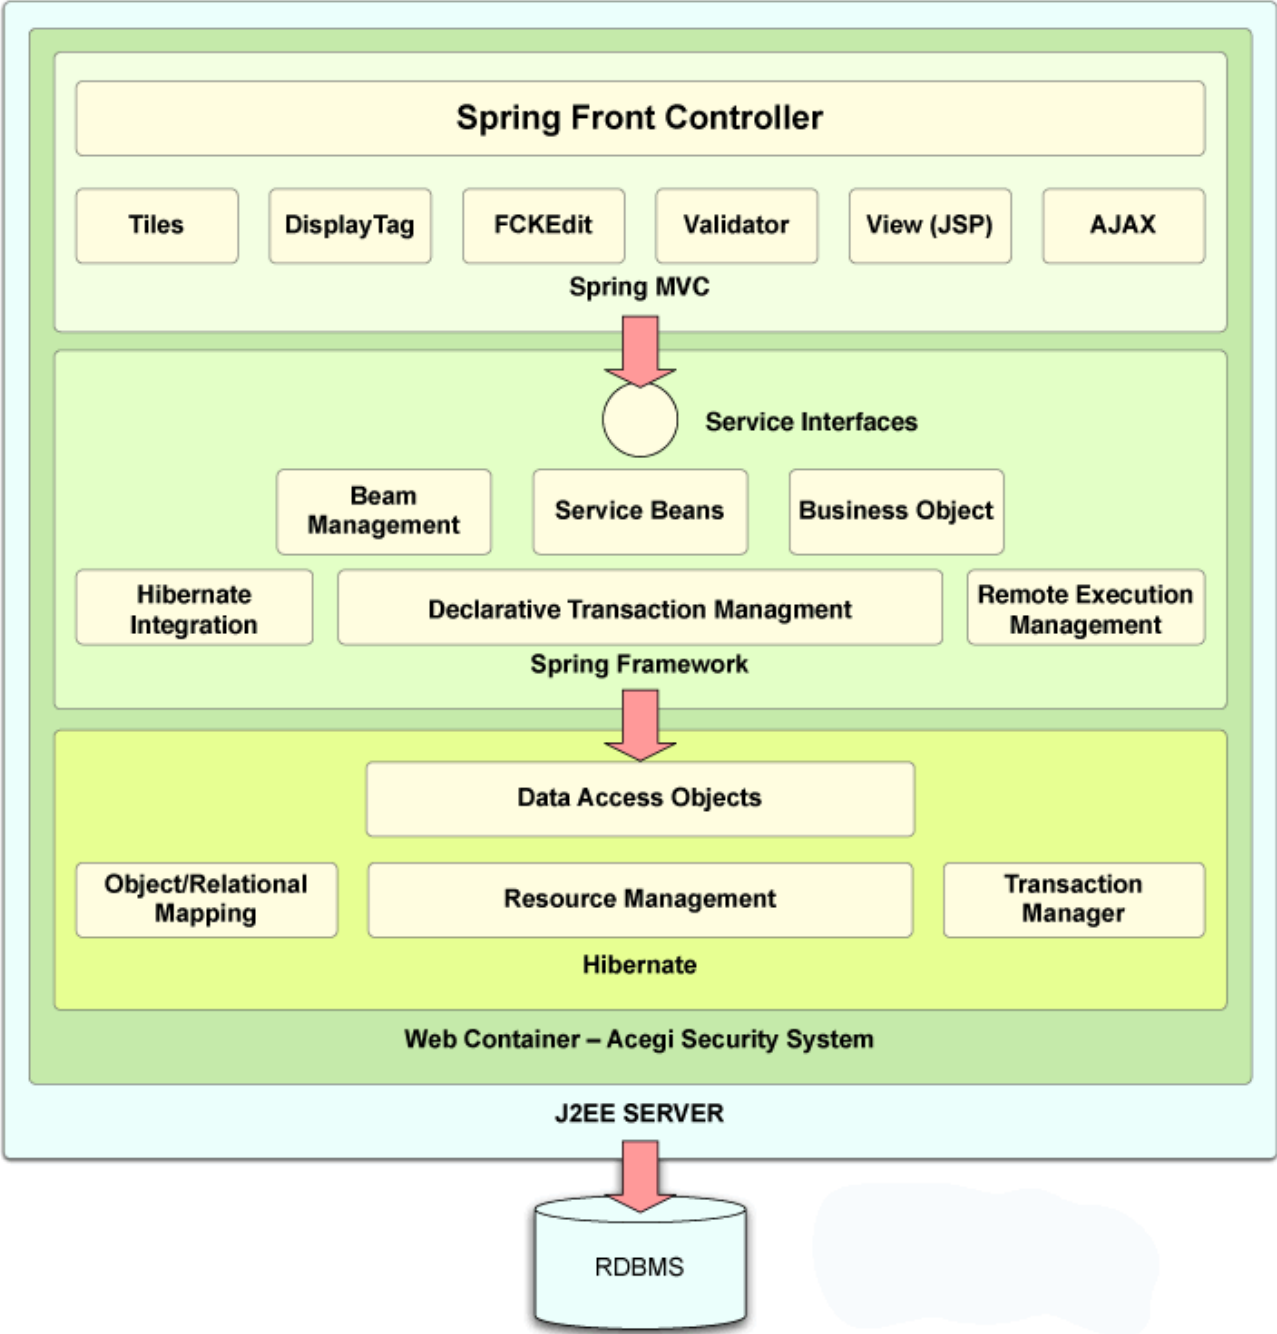 Spring Front Controller
Tiles
DisplayTag
FCKEdit
Validator
View (JSP)
AJAX
Spring MVC
Service Interfaces
Beam
Management
Service Beans
Business Object
Hibernate
Integration
Declarative Transaction Managment
Remote Execution
Management
Spring Framework
Data Access Objects
Object/Relational
Mapping
Resource Management
Transaction
Manager
Hibernate
Web Container – Acegi Security System
J2EE SERVER
RDBMS